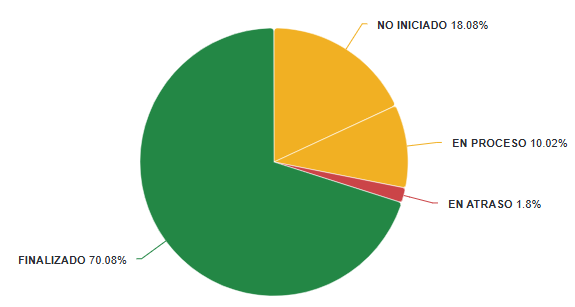 NO INICIADO 18.08%
EN PROCESO 10.02%
EN ATRASO 1.8%
FINALIZADO 70.08%